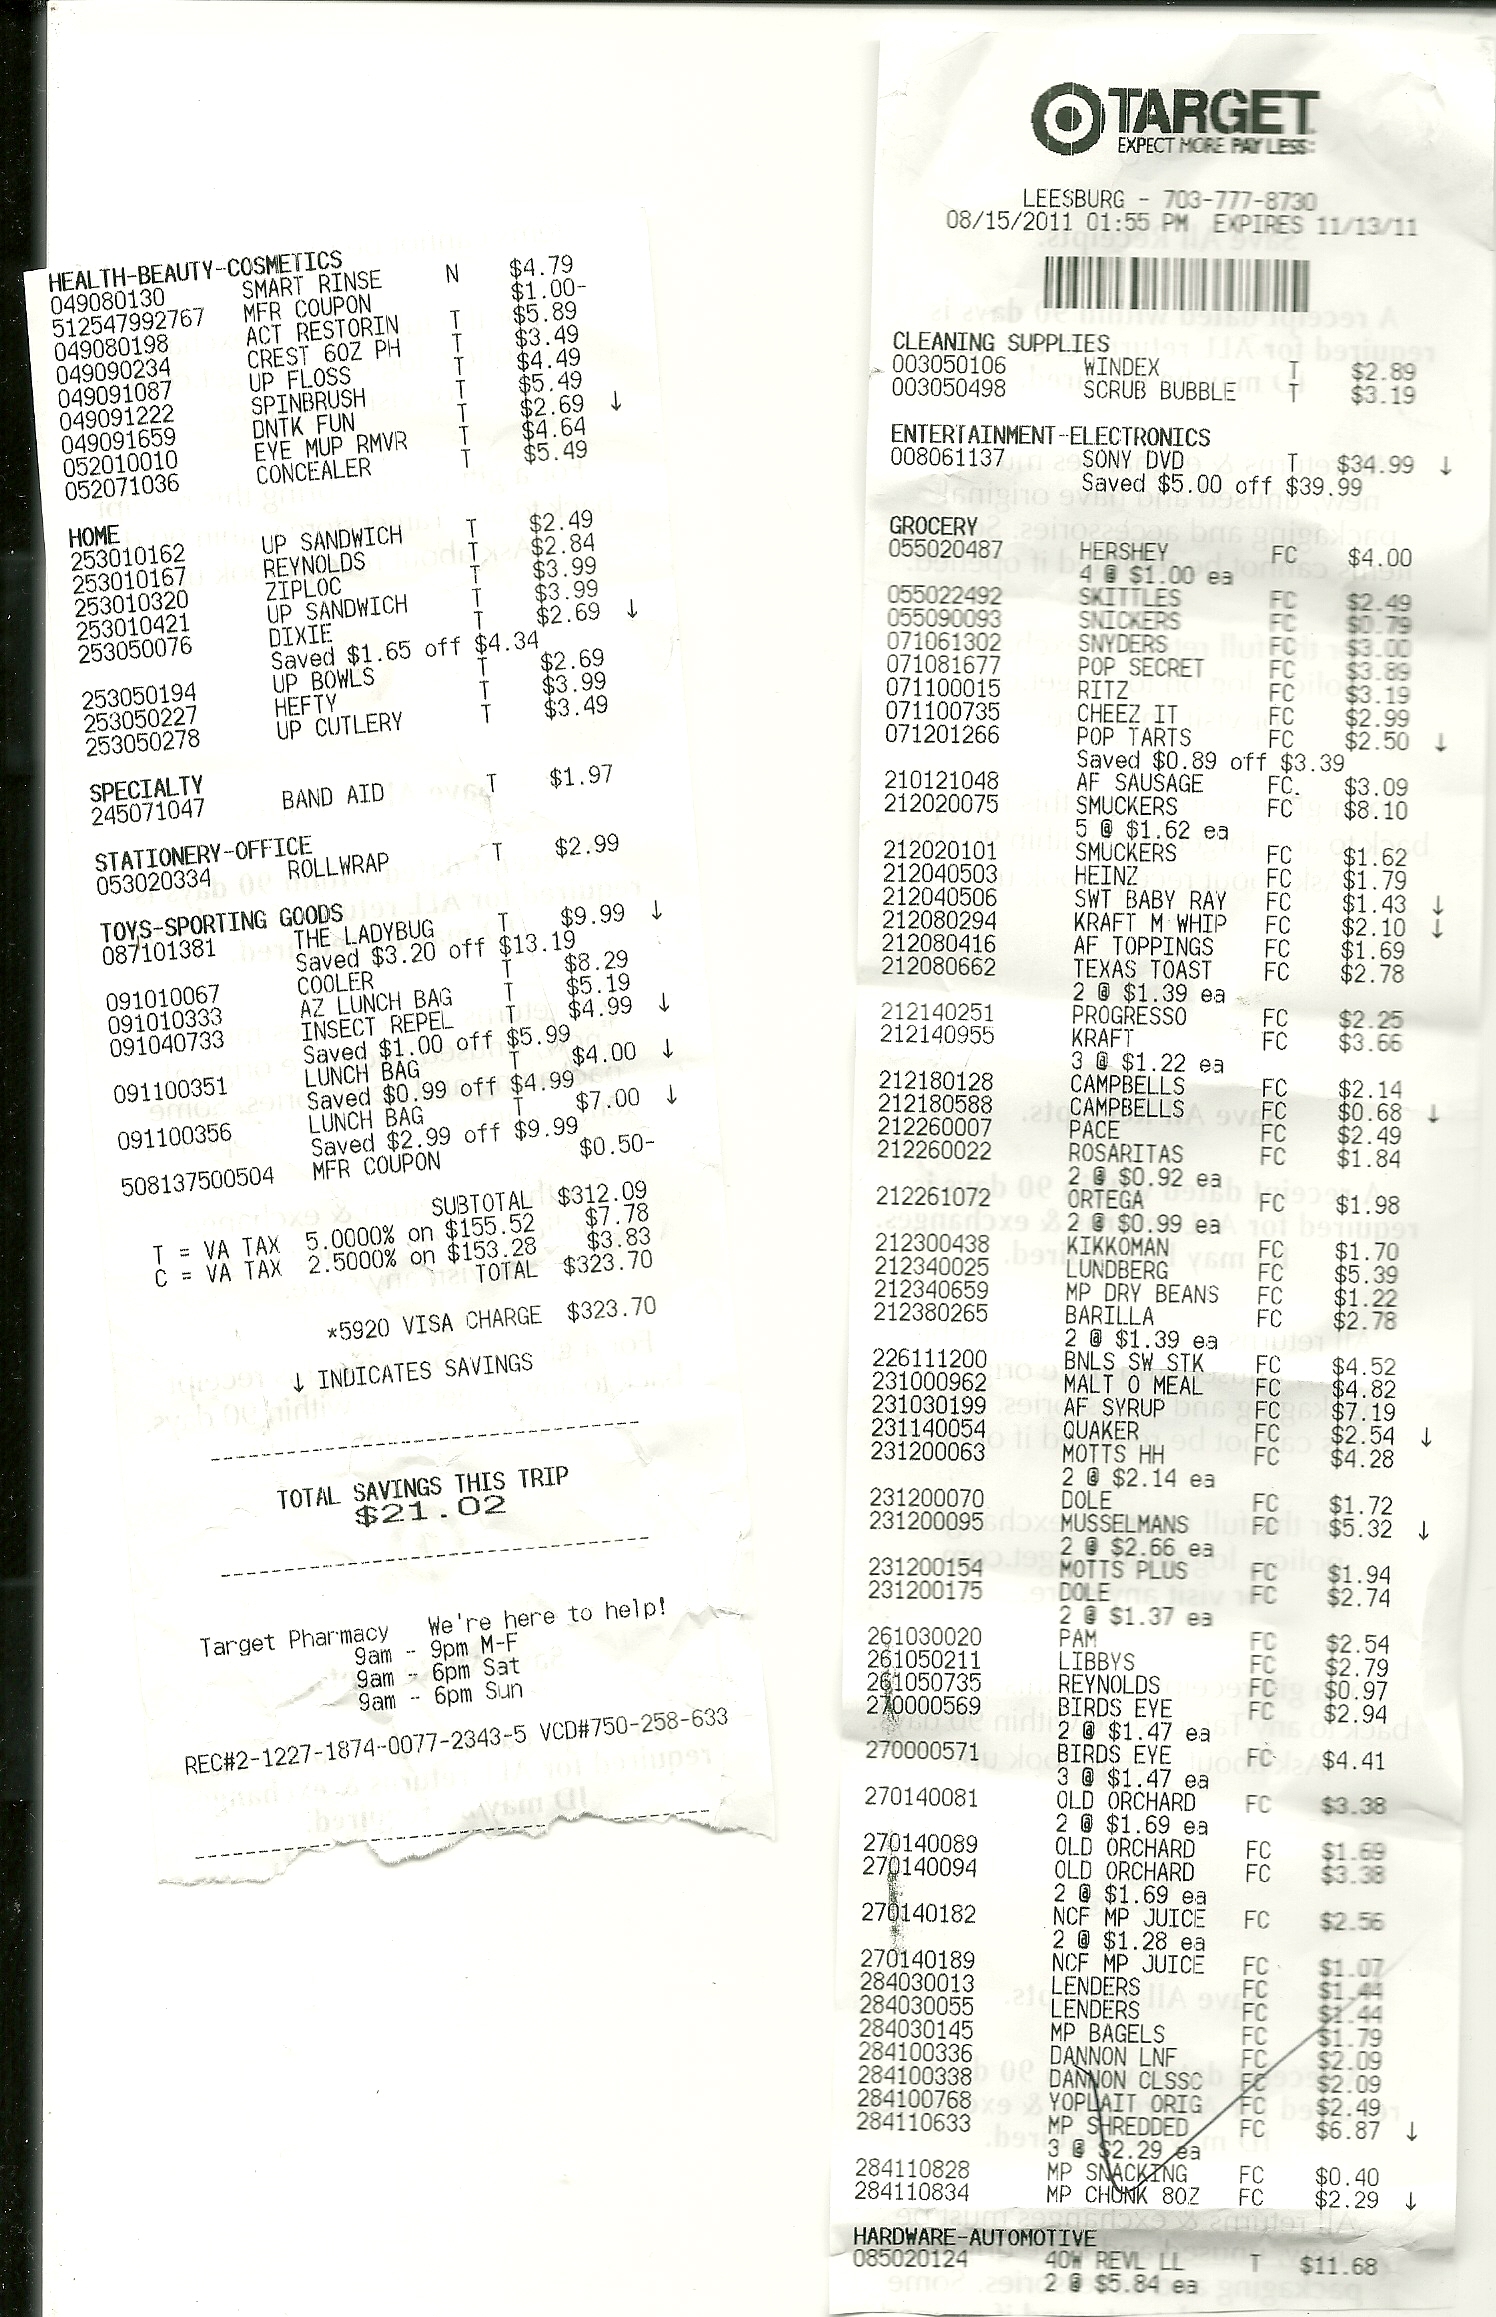 TARGET
EXPECT MORE. PAY LESS.
LEESBURG - 703-777-8730
08/15/2011 01:55 PM EXPIRES 11/13/11
CLEANING SUPPLIES
003050106 WINDEX T $2.89
003050498 SCRUB BUBBLE T $3.19
ENTERTAINMENT-ELECTRONICS
008061137 SONY DVD T $34.99 ↓
Saved $5.00 off $39.99
GROCERY
055020487 HERSHEY FC $4.00
4 @ $1.00 ea
055022492 SKITTLES FC $2.49
055090093 SNICKERS FC $0.79
071061302 SNYDERS FC $3.00
071081677 POP SECRET FC $3.89
071100015 RITZ FC $3.19
071100735 CHEEZ IT FC $2.99
071201266 POP TARTS FC $2.50 ↓
Saved $0.89 off $3.39
210121048 AF SAUSAGE FC $3.09
212020075 SMUCKERS FC $8.10
5 @ $1.62 ea
212020101 SMUCKERS FC $1.62
212040503 HEINZ FC $1.79
212040506 SWT BABY RAY FC $1.43 ↓
212080294 KRAFT M WHIP FC $2.10 ↓
212080416 AF TOPPINGS FC $1.69
212080662 TEXAS TOAST FC $2.78
2 @ $1.39 ea
212140251 PROGRESSO FC $2.25
212140955 KRAFT FC $3.66
3 @ $1.22 ea
212180128 CAMPBELLS FC $2.14
212180588 CAMPBELLS FC $0.68 ↓
212260007 PACE FC $2.49
212260022 ROSARITAS FC $1.84
2 @ $0.92 ea
212261072 ORTEGA FC $1.98
2 @ $0.99 ea
212300438 KIKKOMAN FC $1.70
212340025 LUNDBERG FC $5.39
212340659 MP DRY BEANS FC $1.22
212380265 BARILLA FC $2.78
2 @ $1.39 ea
226111200 BNLS SW STK FC $4.52
231000962 MALT O MEAL FC $4.82
231030199 AF SYRUP FC $7.19
231140054 QUAKER FC $2.54 ↓
231200063 MOTTS HH FC $4.28
2 @ $2.14 ea
231200070 DOLE FC $1.72
231200095 MUSSELMANS FC $5.32 ↓
2 @ $2.66 ea
231200154 MOTTS PLUS FC $1.94
231200175 DOLE FC $2.74
2 @ $1.37 ea
261030020 PAM FC $2.54
261050211 LIBBYS FC $2.79
261050735 REYNOLDS FC $0.97
270000569 BIRDS EYE FC $2.94
2 @ $1.47 ea
270000571 BIRDS EYE FC $4.41
3 @ $1.47 ea
270140081 OLD ORCHARD FC $3.38
2 @ $1.69 ea
270140089 OLD ORCHARD FC $1.69
270140094 OLD ORCHARD FC $3.38
2 @ $1.69 ea
270140182 NCF MP JUICE FC $2.56
2 @ $1.28 ea
270140189 NCF MP JUICE FC $1.07
284030013 LENDERS FC $1.44
284030055 LENDERS FC $1.44
284030145 MP BAGELS FC $1.79
284100336 DANNON LNF FC $2.09
284100338 DANNON CLSSC FC $2.09
284100768 YOPLAIT ORIG FC $2.49
284110633 MP SHREDDED FC $6.87 ↓
3 @ $2.29 ea
284110828 MP SNACKING FC $0.40
284110834 MP CHUNK 8OZ FC $2.29 ↓
HARDWARE-AUTOMOTIVE
085020124 40W REVL LL T $11.68
2 @ $5.84 ea
HEALTH-BEAUTY-COSMETICS
049080130 SMART RINSE N $4.79
512547992767 MFR COUPON $1.00-
049080198 ACT RESTORIN T $5.89
049090234 CREST 6OZ PH T $3.49
049091087 UP FLOSS T $4.49
049091222 SPINBRUSH T $5.49
049091659 DNTK FUN T $2.69 ↓
052010010 EYE MUP RMVR T $4.64
052071036 CONCEALER T $5.49
HOME
253010162 UP SANDWICH T $2.49
253010167 REYNOLDS T $2.84
253010320 ZIPLOC T $3.99
253010421 UP SANDWICH T $3.99
253050076 DIXIE T $2.69 ↓
Saved $1.65 off $4.34
253050194 UP BOWLS T $2.69
253050227 HEFTY T $3.99
253050278 UP CUTLERY T $3.49
SPECIALTY
245071047 BAND AID T $1.97
STATIONERY-OFFICE
053020334 ROLLWRAP T $2.99
TOYS-SPORTING GOODS
087101381 THE LADYBUG T $9.99 ↓
Saved $3.20 off $13.19
091010067 COOLER T $8.29
091010333 AZ LUNCH BAG T $5.19
091040733 INSECT REPEL T $4.99 ↓
Saved $1.00 off $5.99
091100351 LUNCH BAG T $4.00 ↓
Saved $0.99 off $4.99
091100356 LUNCH BAG T $7.00 ↓
Saved $2.99 off $9.99
508137500504 MFR COUPON $0.50-
SUBTOTAL $312.09
T = VA TAX 5.0000% on $155.52 $7.78
C = VA TAX 2.5000% on $153.28 $3.83
TOTAL $323.70
*5920 VISA CHARGE $323.70
↓ INDICATES SAVINGS
TOTAL SAVINGS THIS TRIP
$21.02
We're here to help!
Target Pharmacy
9am - 9pm M-F
9am - 6pm Sat
9am - 6pm Sun
REC#2-1227-1874-0077-2343-5 VCD#750-258-633